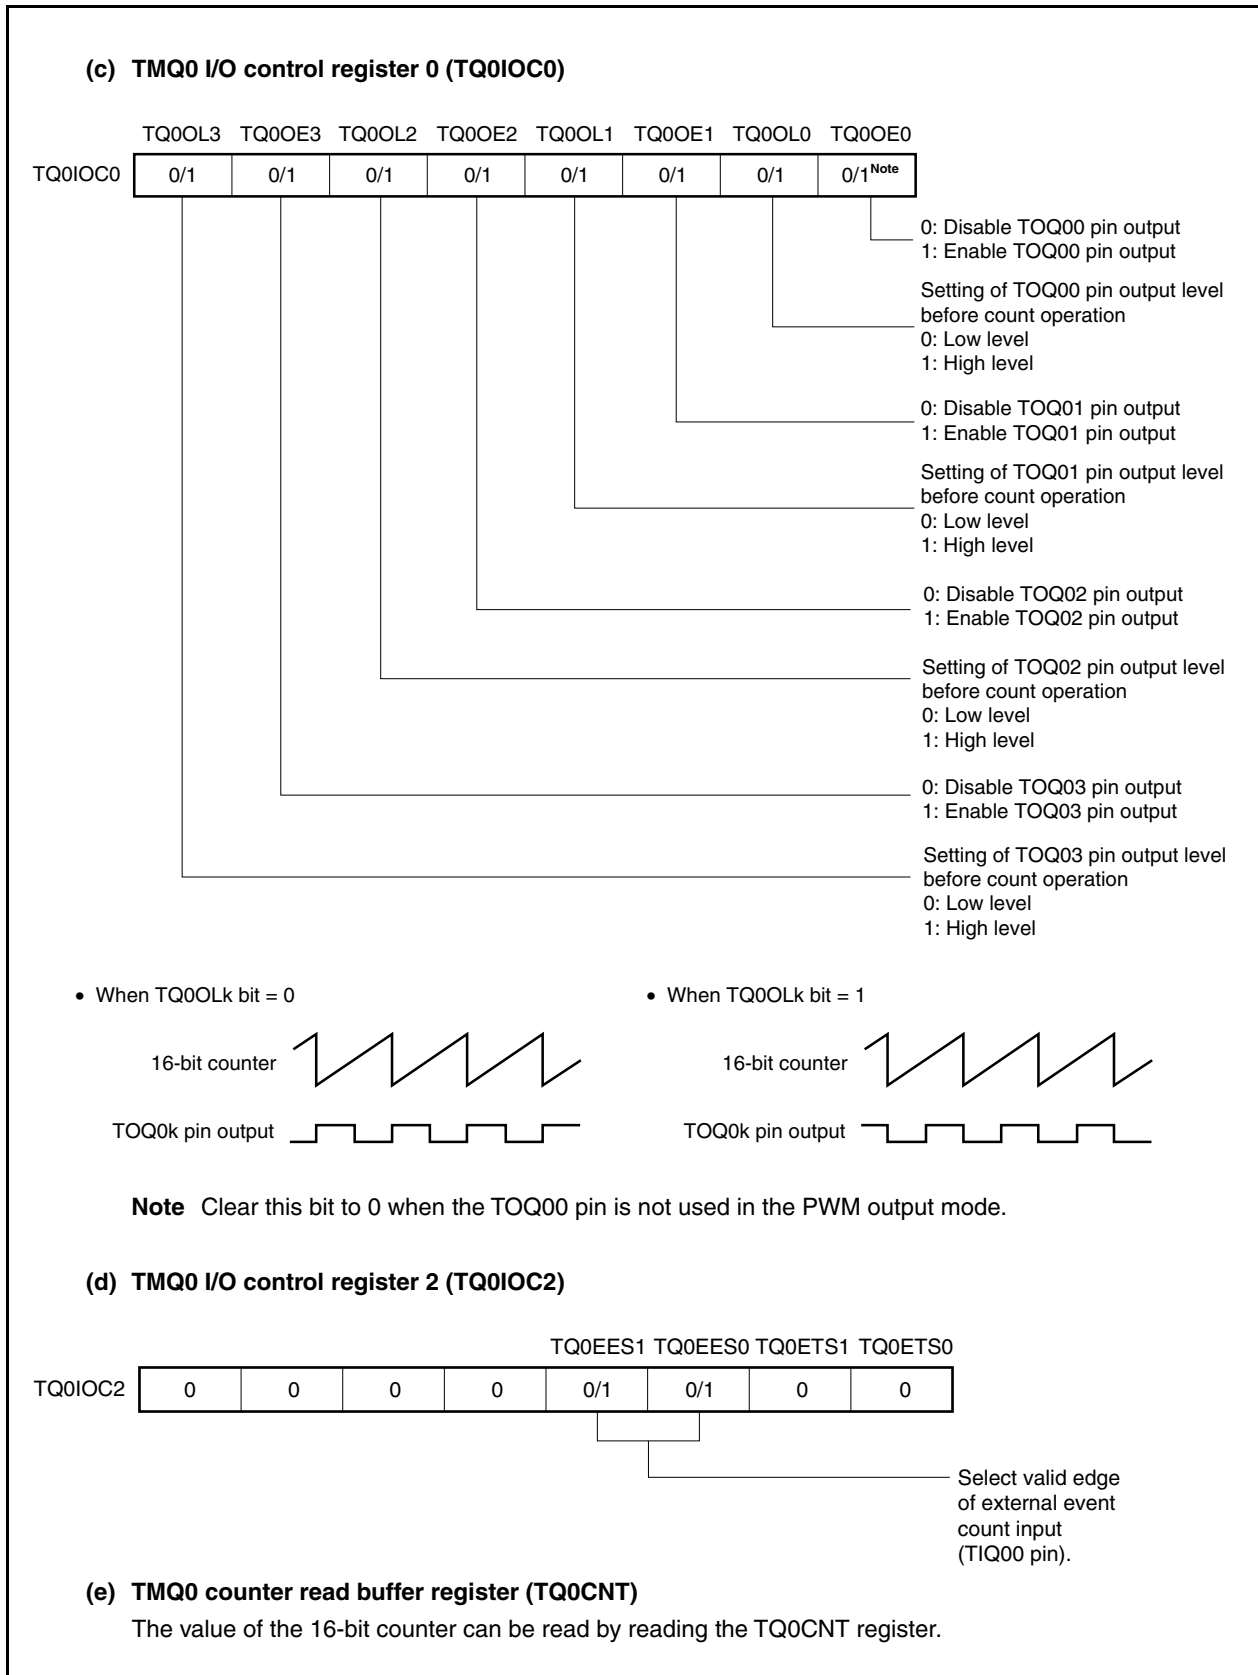 (c) TMQ0 I/O control register 0 (TQ0IOC0)
TQ0OL3 TQ0OE3 TQ0OL2 TQ0OE2 TQ0OL1 TQ0OE1 TQ0OL0 TQ0OE0
TQ0IOC0 0/1 0/1 0/1 0/1 0/1 0/1 0/1 0/1Note
0: Disable TOQ00 pin output
1: Enable TOQ00 pin output
Setting of TOQ00 pin output level
before count operation
0: Low level
1: High level
0: Disable TOQ01 pin output
1: Enable TOQ01 pin output
Setting of TOQ01 pin output level
before count operation
0: Low level
1: High level
0: Disable TOQ02 pin output
1: Enable TOQ02 pin output
Setting of TOQ02 pin output level
before count operation
0: Low level
1: High level
0: Disable TOQ03 pin output
1: Enable TOQ03 pin output
Setting of TOQ03 pin output level
before count operation
0: Low level
1: High level
• When TQ0OLk bit = 0
16-bit counter
TOQ0k pin output
• When TQ0OLk bit = 1
16-bit counter
TOQ0k pin output
Note Clear this bit to 0 when the TOQ00 pin is not used in the PWM output mode.
(d) TMQ0 I/O control register 2 (TQ0IOC2)
TQ0EES1 TQ0EES0 TQ0ETS1 TQ0ETS0
TQ0IOC2 0 0 0 0 0/1 0/1 0 0
Select valid edge
of external event
count input
(TIQ00 pin).
(e) TMQ0 counter read buffer register (TQ0CNT)
The value of the 16-bit counter can be read by reading the TQ0CNT register.